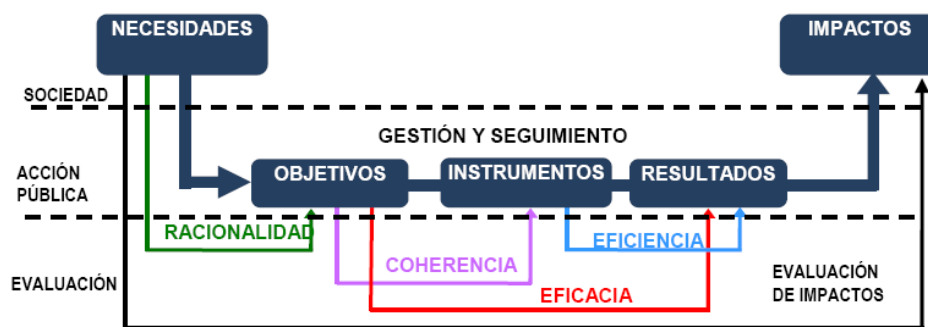 NECESIDADES
IMPACTOS
SOCIEDAD
GESTIÓN Y SEGUIMIENTO
ACCIÓN
PÚBLICA
OBJETIVOS
INSTRUMENTOS
RESULTADOS
RACIONALIDAD
EFICIENCIA
COHERENCIA
EVALUACIÓN
EFICACIA
EVALUACIÓN
DE IMPACTOS